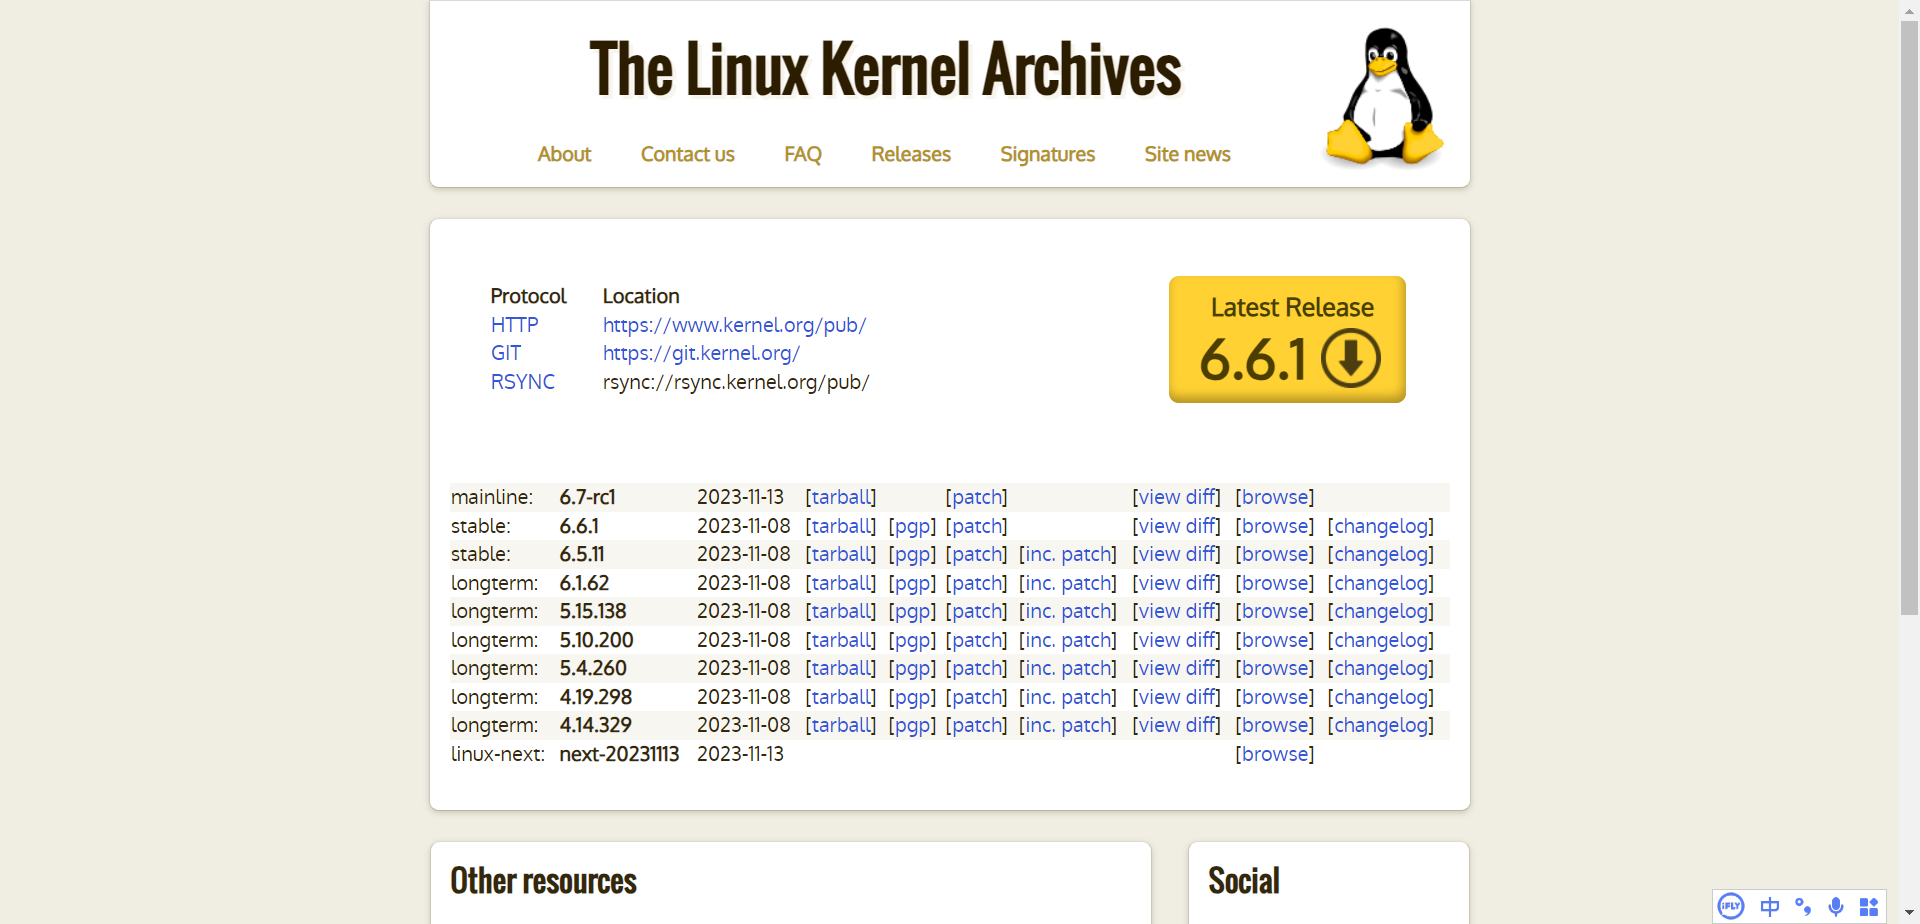 The Linux Kernel Archives
About Contact us FAQ Releases Signatures Site news
Protocol Location
HTTP https://www.kernel.org/pub/
GIT https://git.kernel.org/
RSYNC rsync://rsync.kernel.org/pub/
Latest Release
6.6.1
mainline: 6.7-rc1 2023-11-13 [tarball] [patch] [view diff] [browse]
stable: 6.6.1 2023-11-08 [tarball] [pgp] [patch] [view diff] [browse] [changelog]
stable: 6.5.11 2023-11-08 [tarball] [pgp] [patch] [inc. patch] [view diff] [browse] [changelog]
longterm: 6.1.62 2023-11-08 [tarball] [pgp] [patch] [inc. patch] [view diff] [browse] [changelog]
longterm: 5.15.138 2023-11-08 [tarball] [pgp] [patch] [inc. patch] [view diff] [browse] [changelog]
longterm: 5.10.200 2023-11-08 [tarball] [pgp] [patch] [inc. patch] [view diff] [browse] [changelog]
longterm: 5.4.260 2023-11-08 [tarball] [pgp] [patch] [inc. patch] [view diff] [browse] [changelog]
longterm: 4.19.298 2023-11-08 [tarball] [pgp] [patch] [inc. patch] [view diff] [browse] [changelog]
longterm: 4.14.329 2023-11-08 [tarball] [pgp] [patch] [inc. patch] [view diff] [browse] [changelog]
linux-next: next-20231113 2023-11-13 [browse]
Other resources
Social
iFLY 中